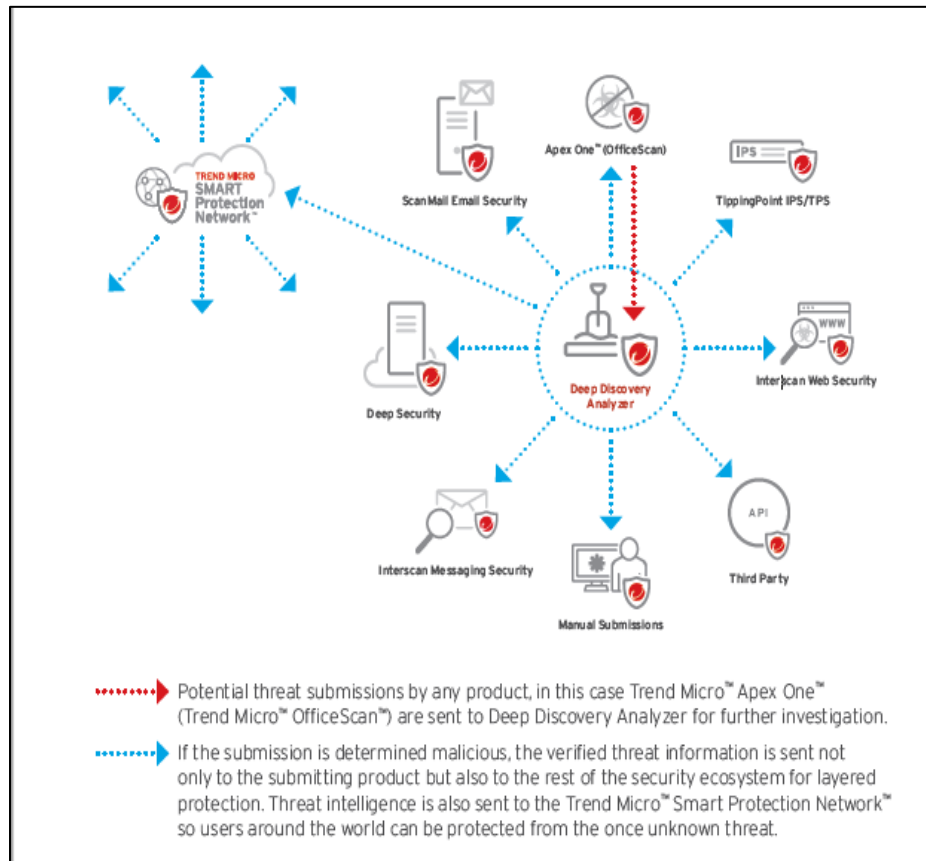 TREND MICRO
SMART
Protection
Network™
ScanMail Email Security
Apex One™ (OfficeScan)
IPS
TippingPoint IPS/TPS
Deep Security
Deep Discovery
Analyzer
WWW
Interscan Web Security
Interscan Messaging Security
Manual Submissions
API
Third Party
Potential threat submissions by any product, in this case Trend Micro™ Apex One™
(Trend Micro™ OfficeScan™) are sent to Deep Discovery Analyzer for further investigation.
If the submission is determined malicious, the verified threat information is sent not
only to the submitting product but also to the rest of the security ecosystem for layered
protection. Threat intelligence is also sent to the Trend Micro™ Smart Protection Network™
so users around the world can be protected from the once unknown threat.